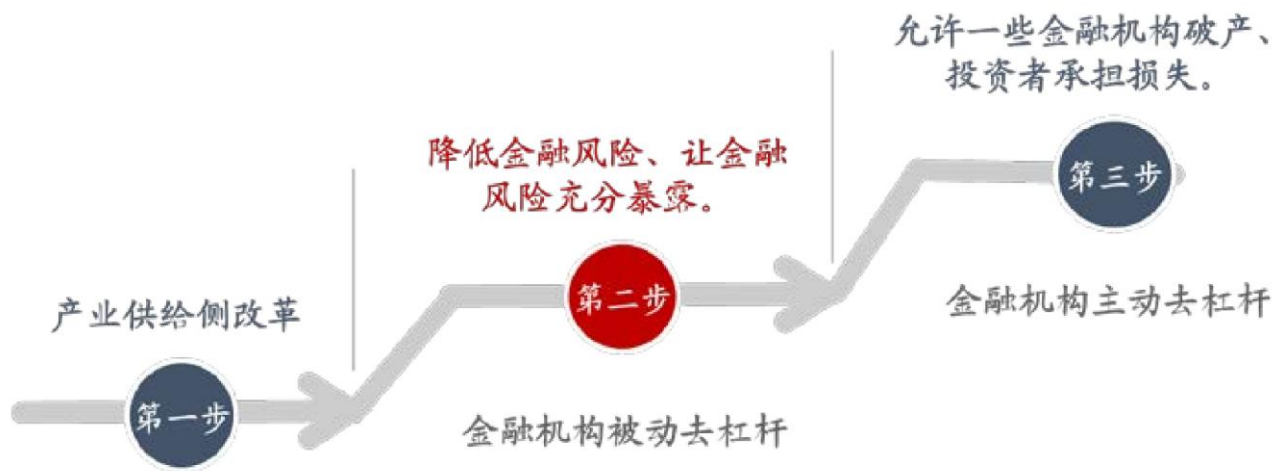 产业供给侧改革
第一步
降低金融风险、让金融
风险充分暴露。
第二步
金融机构被动去杠杆
允许一些金融机构破产、
投资者承担损失。
第三步
金融机构主动去杠杆